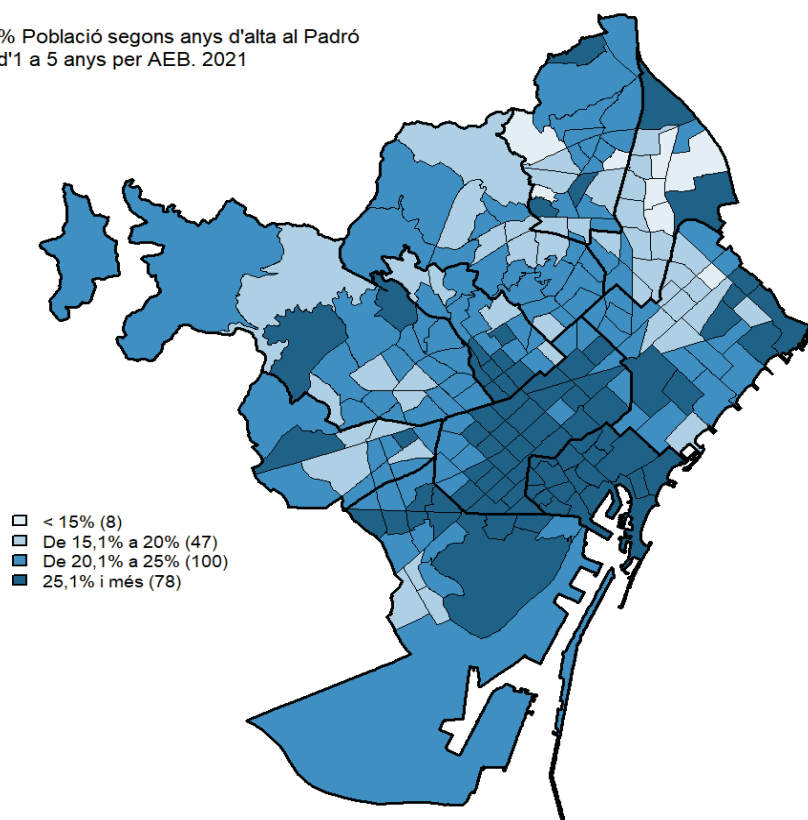 % Població segons anys d'alta al Padró
d'1 a 5 anys per AEB. 2021
< 15% (8)
De 15,1% a 20% (47)
De 20,1% a 25% (100)
25,1% i més (78)